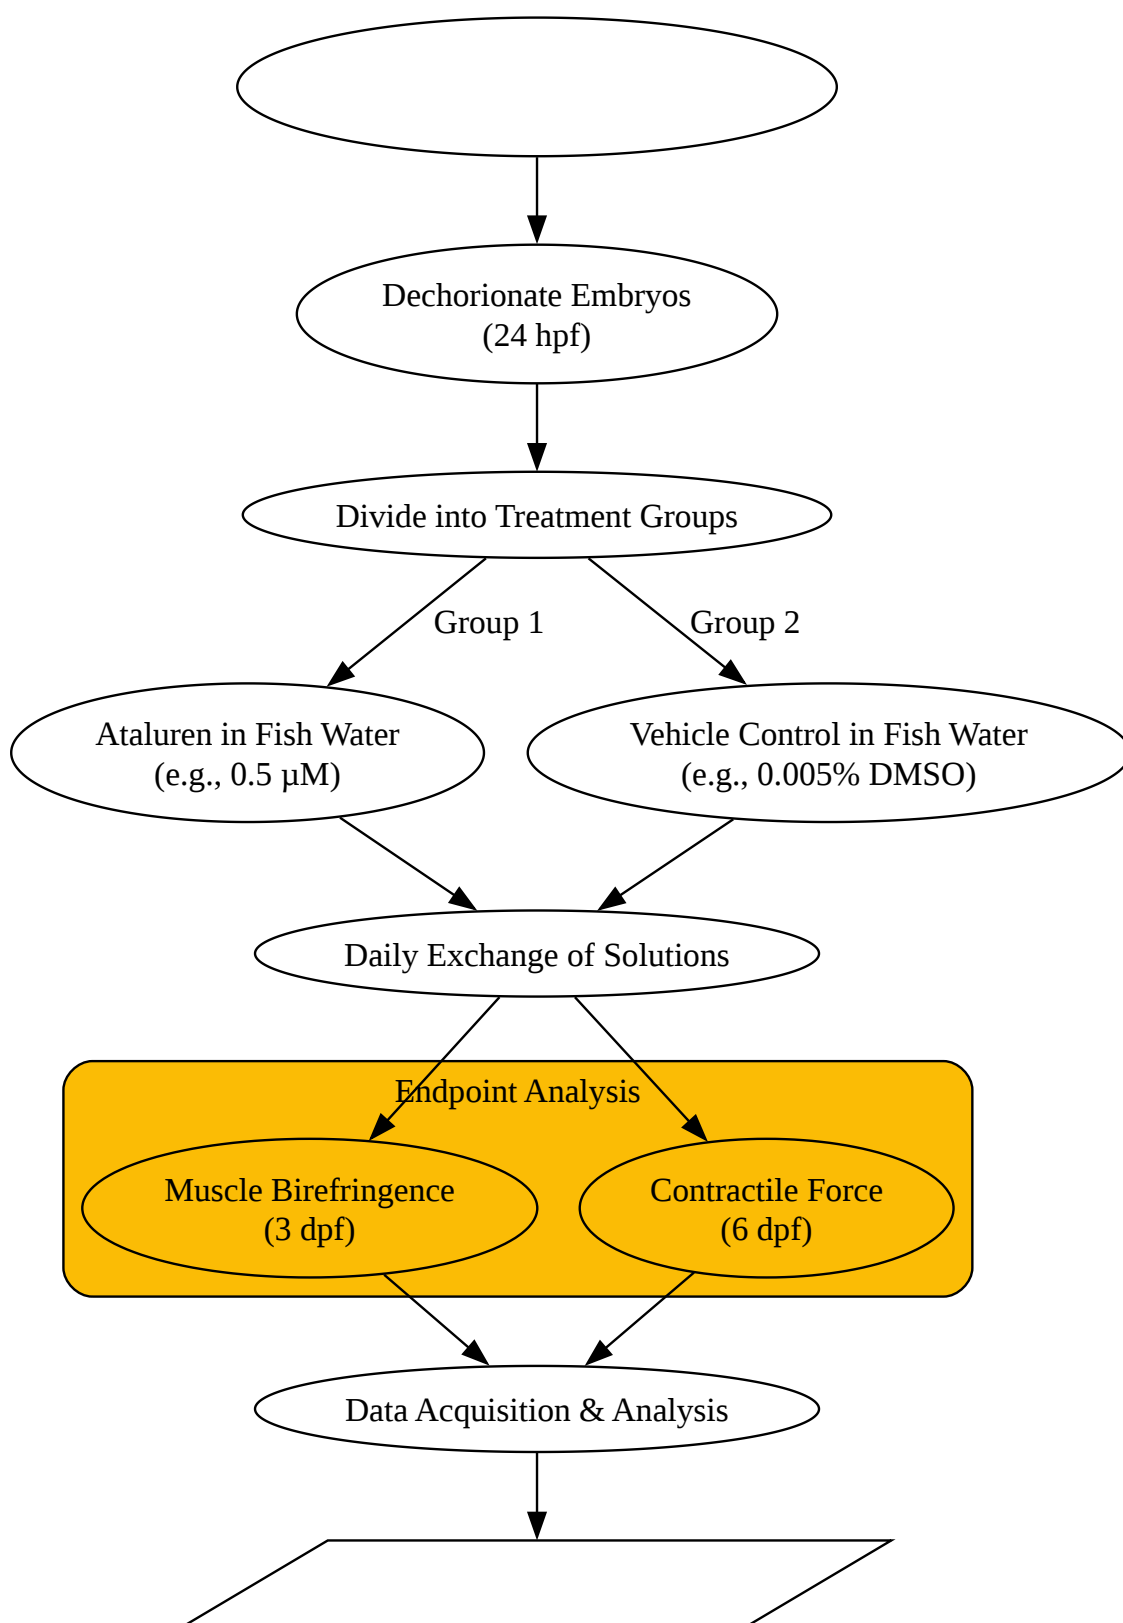 Dechorionate Embryos
(24 hpf)
Divide into Treatment Groups
Group 1
Group 2
Ataluren in Fish Water
(e.g., 0.5 µM)
Vehicle Control in Fish Water
(e.g., 0.005% DMSO)
Daily Exchange of Solutions
Endpoint Analysis
Muscle Birefringence
(3 dpf)
Contractile Force
(6 dpf)
Data Acquisition & Analysis